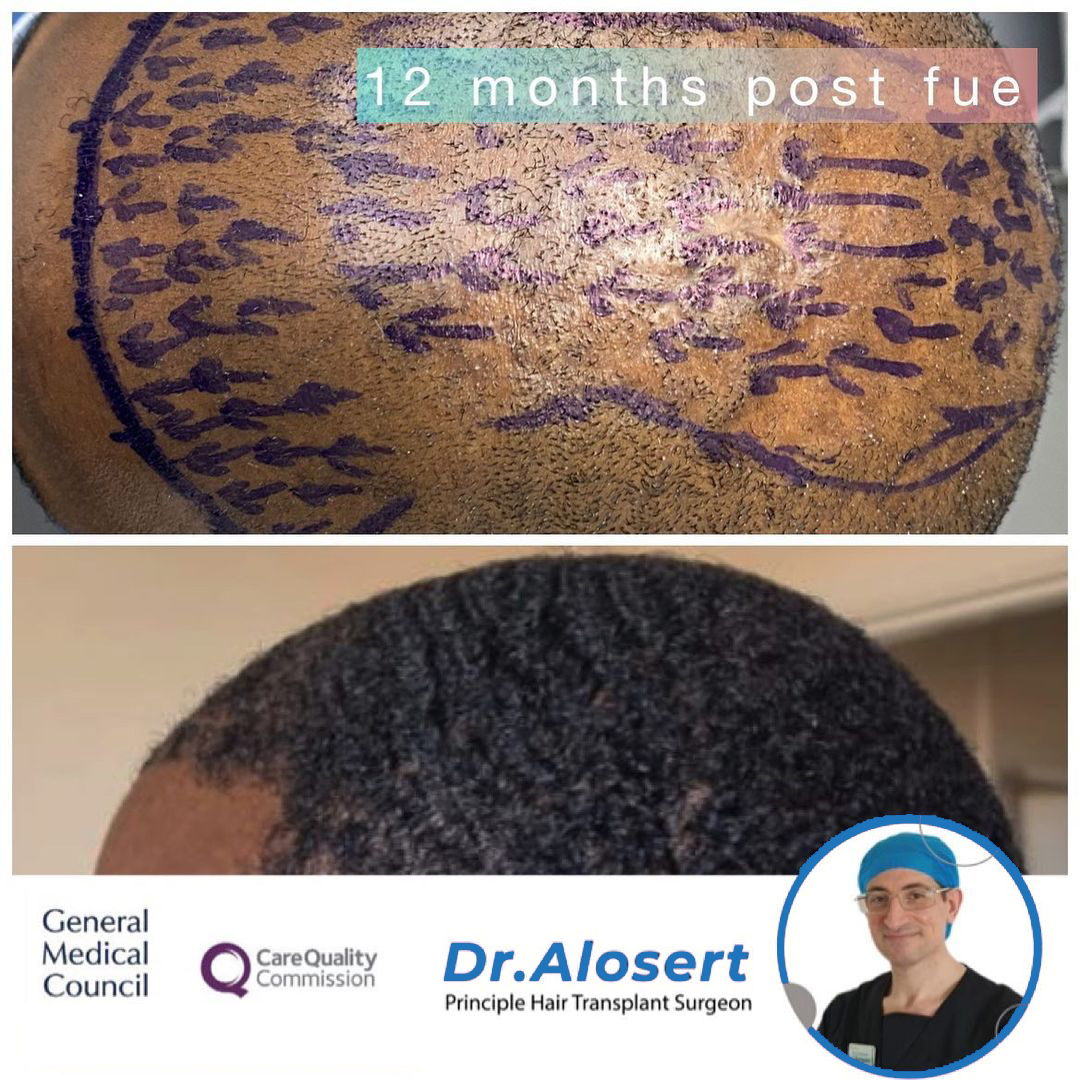 12 months post fue
General
Medical
Council
CareQuality
Commission
Dr.Alosert
Principle Hair Transplant Surgeon